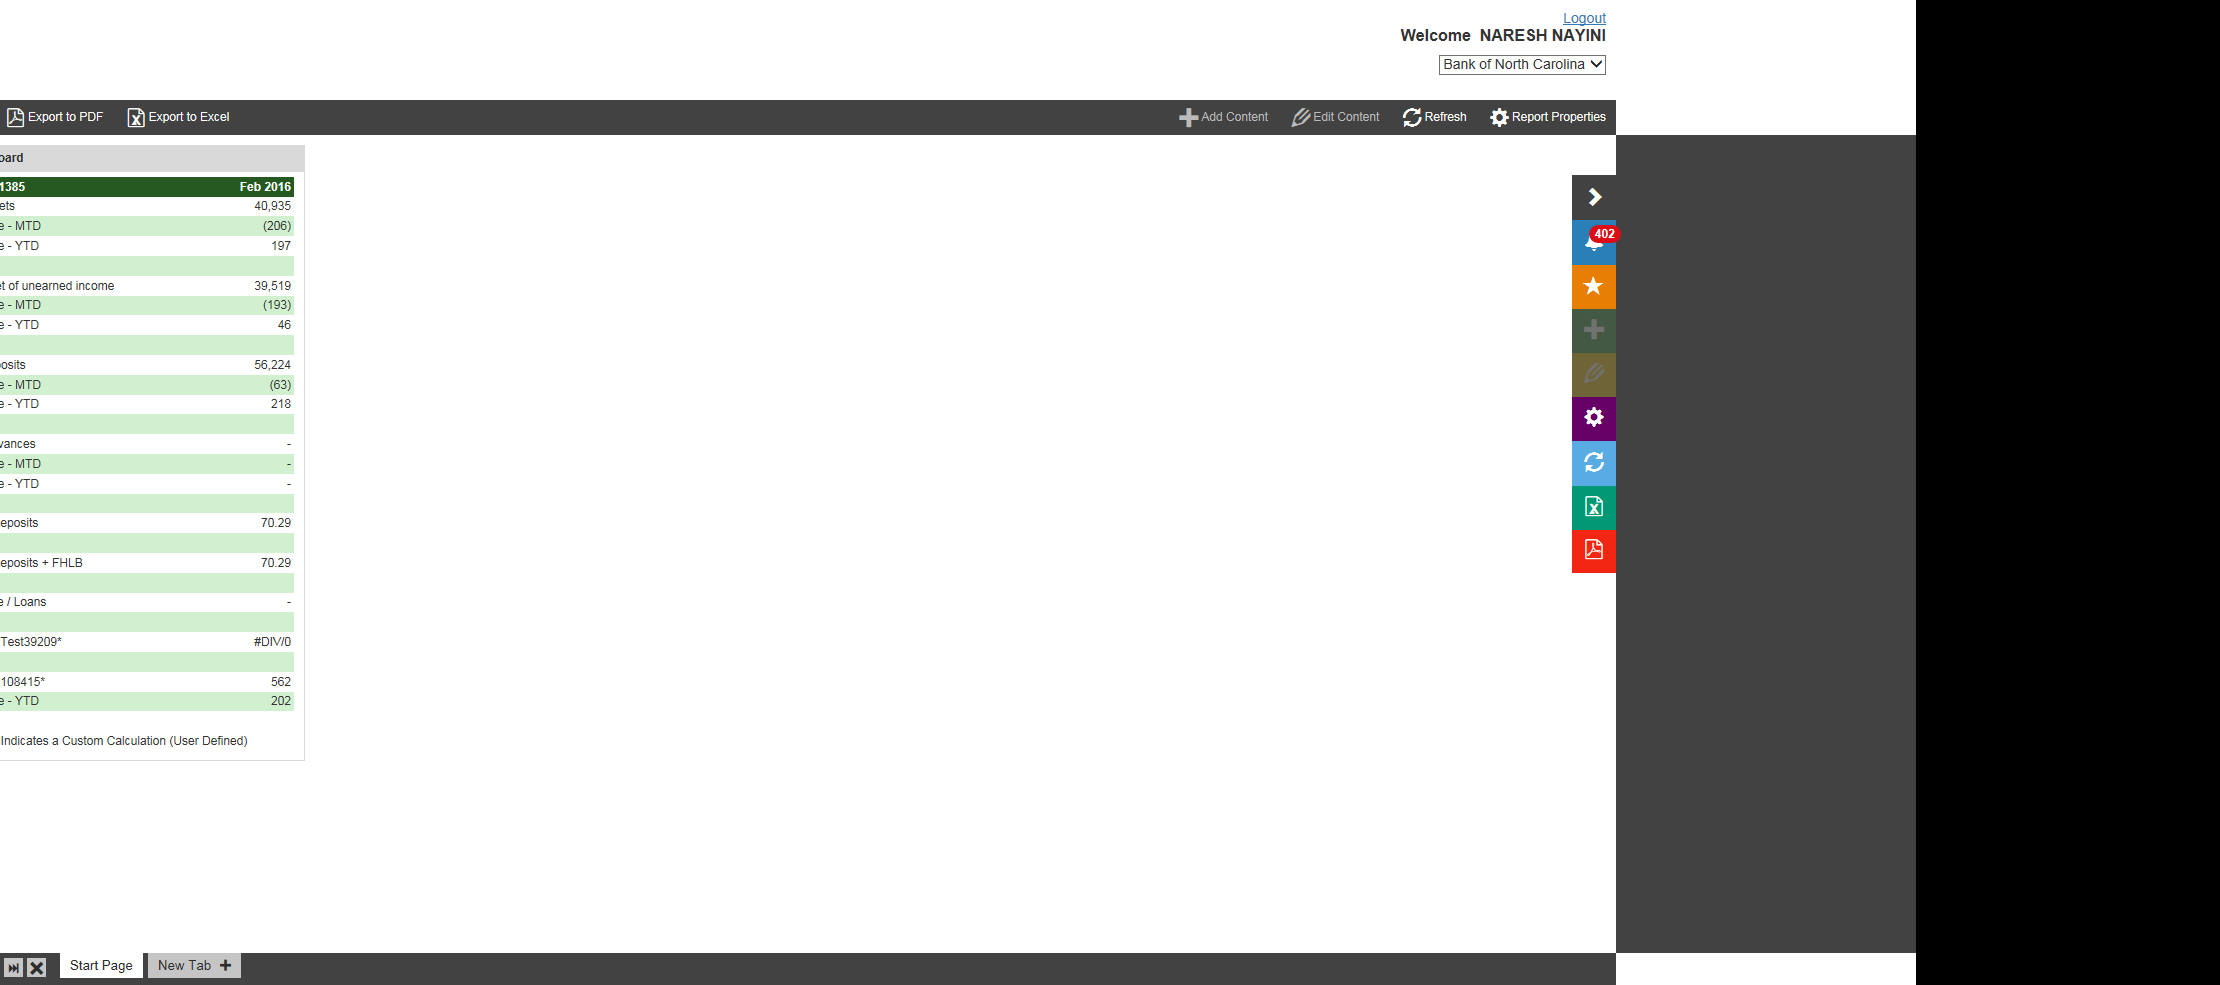 Logout
Welcome NARESH NAYINI
Bank of North Carolina
Export to PDF Export to Excel Add Content Edit Content Refresh Report Properties
oard
1385 Feb 2016
ets 40,935
e - MTD (206)
e - YTD 197
402
et of unearned income 39,519
e - MTD (193)
e - YTD 46
osits 56,224
e - MTD (63)
e - YTD 218
vances -
e - MTD -
e - YTD -
eposits 70.29
eposits + FHLB 70.29
e / Loans -
Test39209* #DIV/0
108415* 562
e - YTD 202
Indicates a Custom Calculation (User Defined)
Start Page New Tab